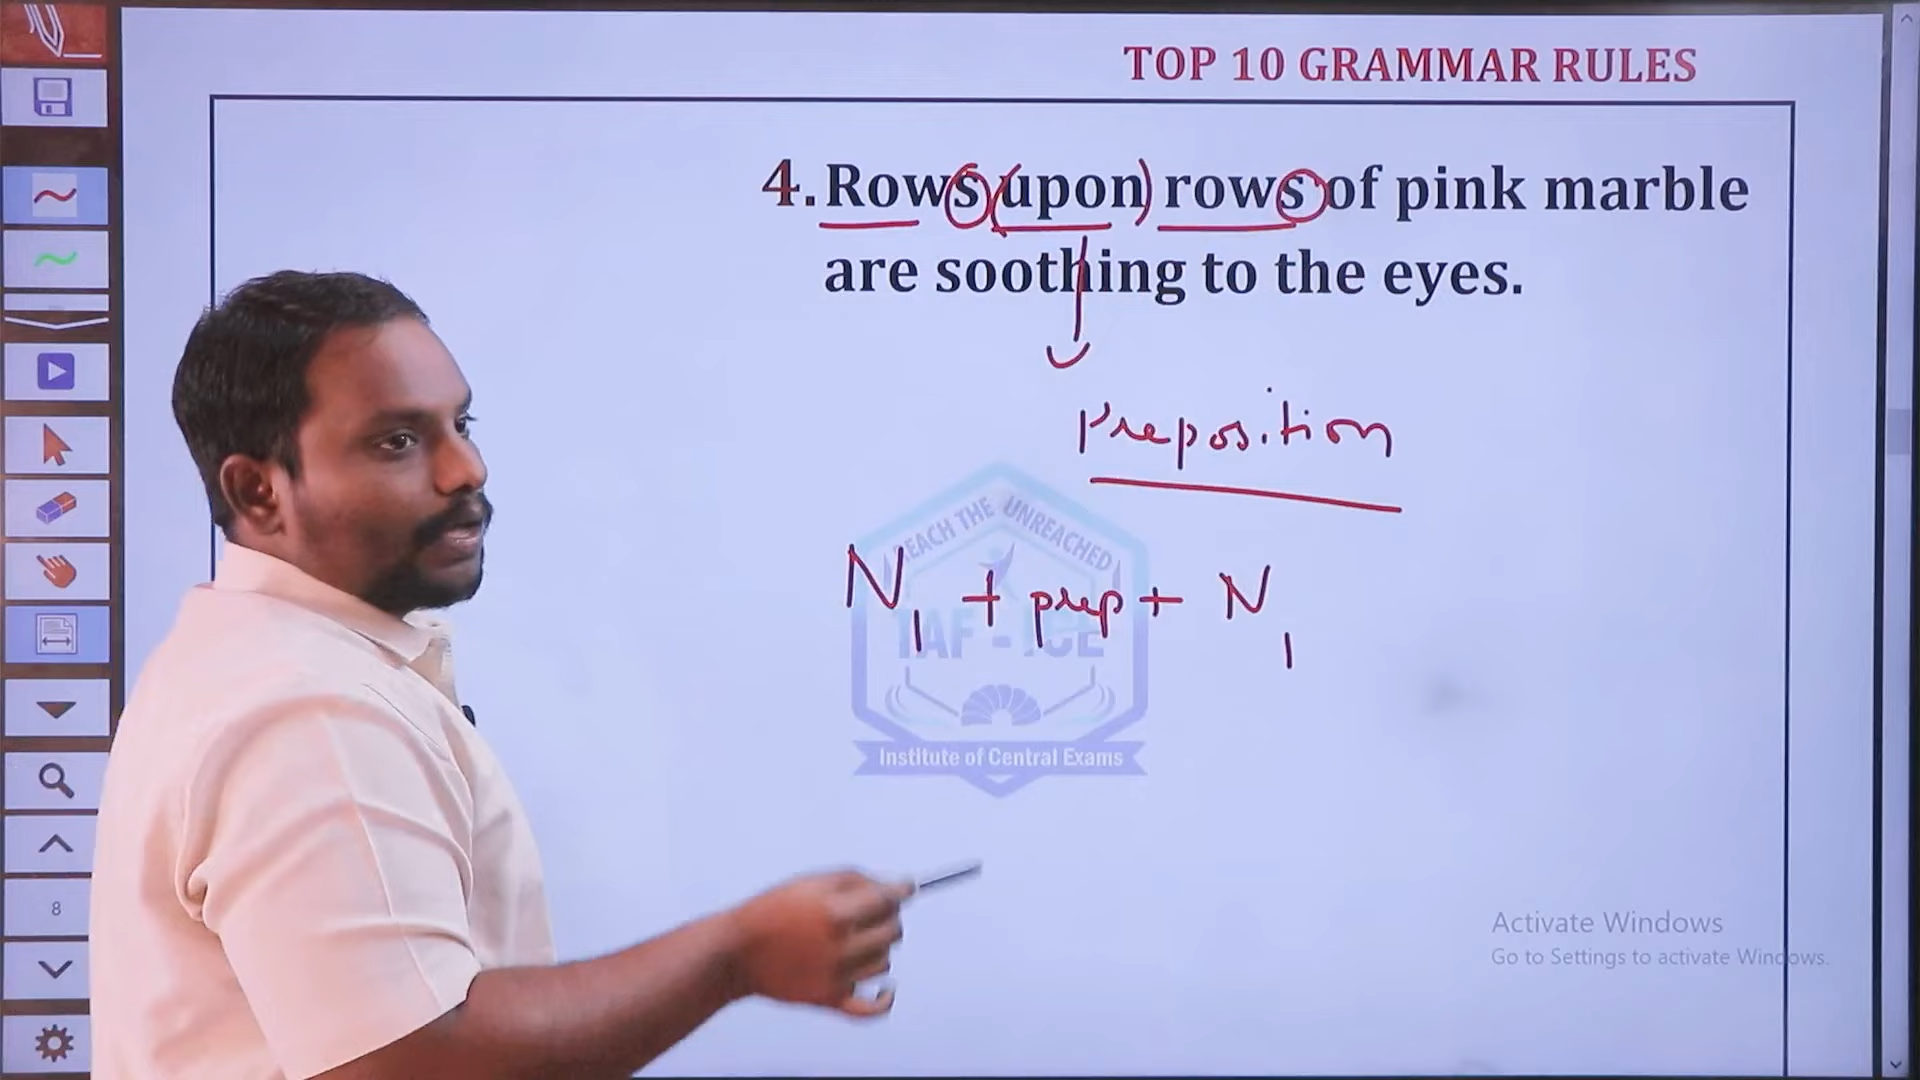 TOP 10 GRAMMAR RULES
4. Rows upon rows of pink marble
are soothing to the eyes.
Preposition
REACH THE UNREACHED
N1 + prep + N1
TAF - ICE
Institute of Central Exams
8
Activate Windows
Go to Settings to activate Windows.